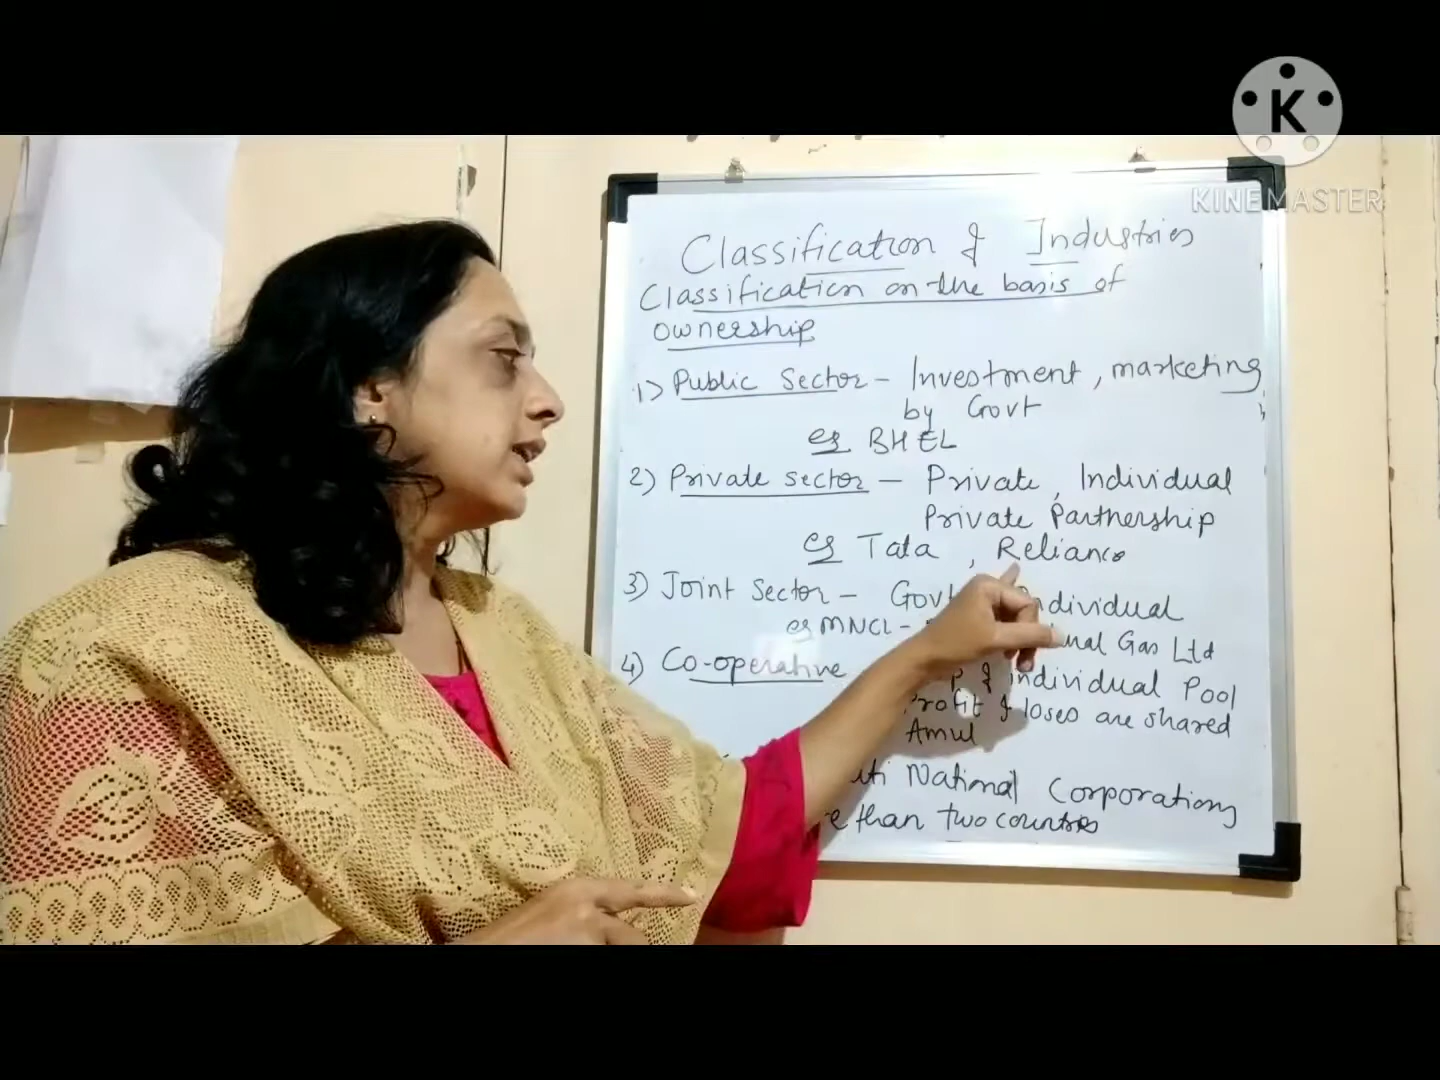 K
KINEMASTER
Classification of Industries
Classification on the basis of
ownership
1) Public Sector - Investment, marketing,
by Govt
eg BHEL
2) Private sector - Private, Individual
Private Partnership
eg Tata, Reliance
3) Joint Sector - Govt Individual
eg MNGL - Gas Ltd
4) Co-operative & individual Pool
Profit & loses are shared
Amul
National Corporations
than two countries